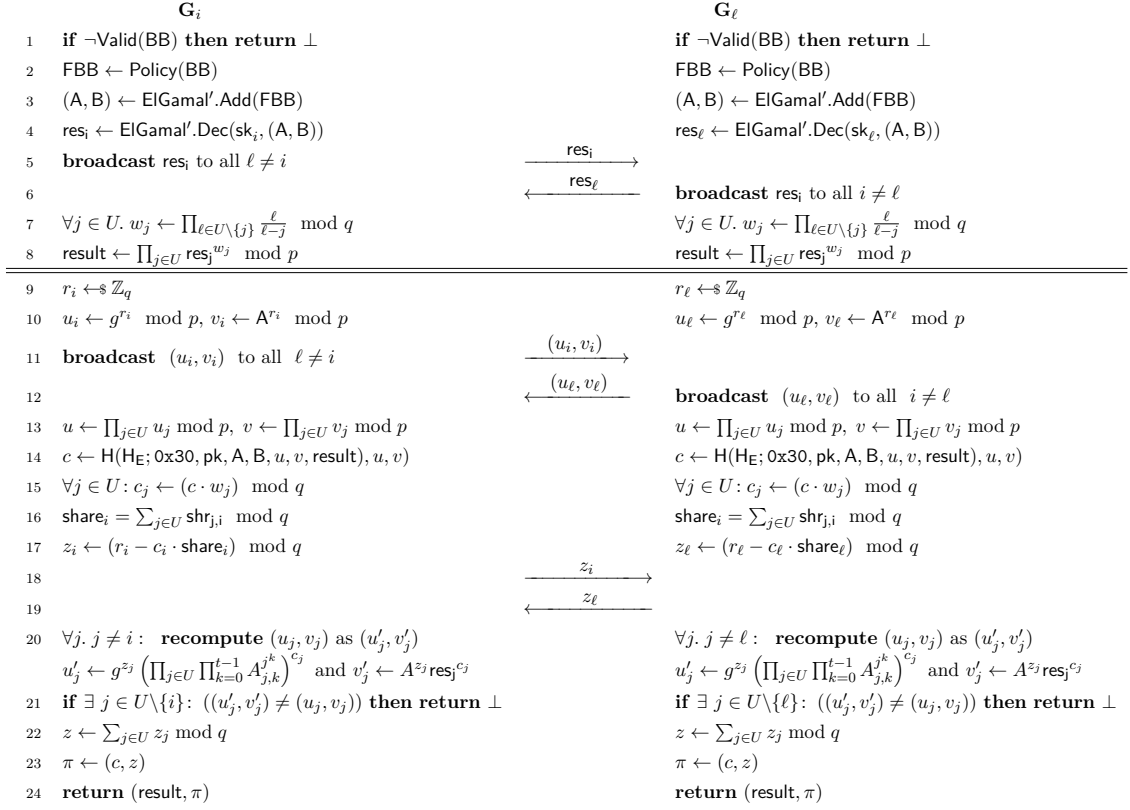 𝐆ᵢ 𝐆_ℓ
1 if ¬Valid(BB) then return ⊥ if ¬Valid(BB) then return ⊥
2 FBB ← Policy(BB) FBB ← Policy(BB)
3 (A, B) ← ElGamal′.Add(FBB) (A, B) ← ElGamal′.Add(FBB)
4 res_i ← ElGamal′.Dec(sk_i, (A, B)) res_ℓ ← ElGamal′.Dec(sk_ℓ, (A, B))
5 broadcast res_i to all ℓ ≠ i res_i
6 res_ℓ broadcast res_i to all i ≠ ℓ
7 ∀j ∈ U. w_j ← ∏_{ℓ∈U\{j}} ℓ/(ℓ−j) mod q ∀j ∈ U. w_j ← ∏_{ℓ∈U\{j}} ℓ/(ℓ−j) mod q
8 result ← ∏_{j∈U} res_j^{w_j} mod p result ← ∏_{j∈U} res_j^{w_j} mod p
9 r_i ←$ ℤ_q r_ℓ ←$ ℤ_q
10 u_i ← g^{r_i} mod p, v_i ← A^{r_i} mod p u_ℓ ← g^{r_ℓ} mod p, v_ℓ ← A^{r_ℓ} mod p
11 broadcast (u_i, v_i) to all ℓ ≠ i (u_i, v_i)
12 (u_ℓ, v_ℓ) broadcast (u_ℓ, v_ℓ) to all i ≠ ℓ
13 u ← ∏_{j∈U} u_j mod p, v ← ∏_{j∈U} v_j mod p u ← ∏_{j∈U} u_j mod p, v ← ∏_{j∈U} v_j mod p
14 c ← H(H_E; 0x30, pk, A, B, u, v, result), u, v) c ← H(H_E; 0x30, pk, A, B, u, v, result), u, v)
15 ∀j ∈ U : c_j ← (c · w_j) mod q ∀j ∈ U : c_j ← (c · w_j) mod q
16 share_i = ∑_{j∈U} shr_{j,i} mod q share_i = ∑_{j∈U} shr_{j,i} mod q
17 z_i ← (r_i − c_i · share_i) mod q z_ℓ ← (r_ℓ − c_ℓ · share_ℓ) mod q
18 z_i
19 z_ℓ
20 ∀j. j ≠ i : recompute (u_j, v_j) as (u′_j, v′_j) ∀j. j ≠ ℓ : recompute (u_j, v_j) as (u′_j, v′_j)
u′_j ← g^{z_j} (∏_{j∈U} ∏_{k=0}^{t−1} A_{j,k}^{j^k})^{c_j} and v′_j ← A^{z_j} res_j^{c_j} u′_j ← g^{z_j} (∏_{j∈U} ∏_{k=0}^{t−1} A_{j,k}^{j^k})^{c_j} and v′_j ← A^{z_j} res_j^{c_j}
21 if ∃ j ∈ U\{i} : ((u′_j, v′_j) ≠ (u_j, v_j)) then return ⊥ if ∃ j ∈ U\{ℓ} : ((u′_j, v′_j) ≠ (u_j, v_j)) then return ⊥
22 z ← ∑_{j∈U} z_j mod q z ← ∑_{j∈U} z_j mod q
23 π ← (c, z) π ← (c, z)
24 return (result, π) return (result, π)